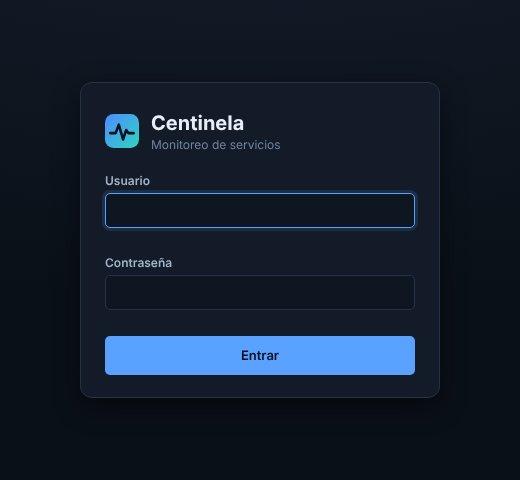 Centinela
Monitoreo de servicios
Usuario
Contraseña
Entrar